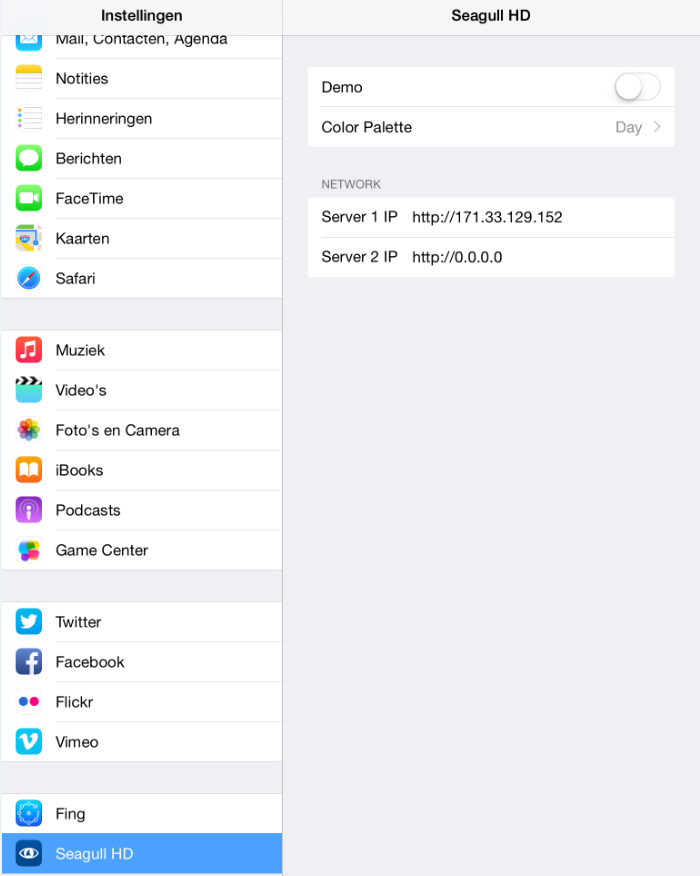 Instellingen
Mail, Contacten, Agenda
Notities
Herinneringen
Berichten
FaceTime
Kaarten
Safari
Muziek
Video's
Foto's en Camera
iBooks
Podcasts
Game Center
Twitter
Facebook
Flickr
Vimeo
Fing
Seagull HD
Seagull HD
Demo
Color Palette Day
NETWORK
Server 1 IP http://171.33.129.152
Server 2 IP http://0.0.0.0